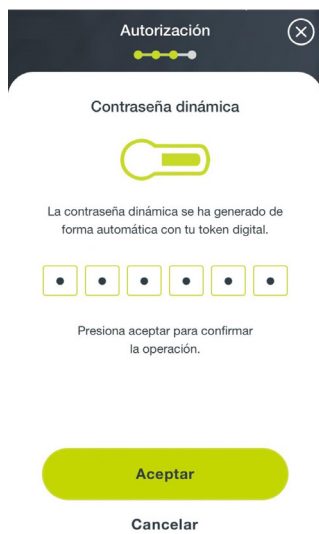 Autorización
Contraseña dinámica
La contraseña dinámica se ha generado de
forma automática con tu token digital.
Presiona aceptar para confirmar
la operación.
Aceptar
Cancelar